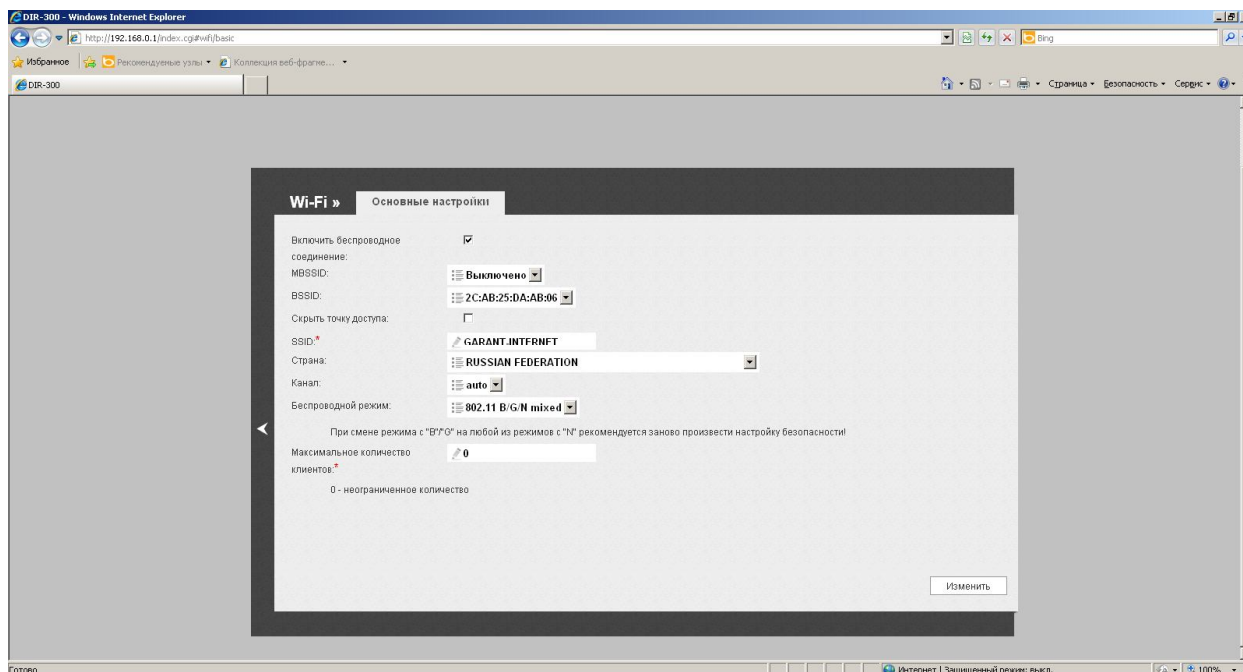 DIR-300 - Windows Internet Explorer
http://192.168.0.1/index.cgi#wifi/basic
Bing
Избранное Рекомендуемые узлы Коллекция веб-фрагме...
DIR-300
Страница Безопасность Сервис
Wi-Fi »
Основные настройки
Включить беспроводное
соединение:
MBSSID:
Выключено
BSSID:
2C:AB:25:DA:AB:06
Скрыть точку доступа:
SSID:*
GARANT-INTERNET
Страна:
RUSSIAN FEDERATION
Канал:
auto
Беспроводной режим:
802.11 B/G/N mixed
При смене режима с "B"/"G" на любой из режимов с "N" рекомендуется заново произвести настройку безопасности!
Максимальное количество
клиентов:*
0
0 - неограниченное количество
Изменить
Готово
Интернет | Защищенный режим: выкл.
100%